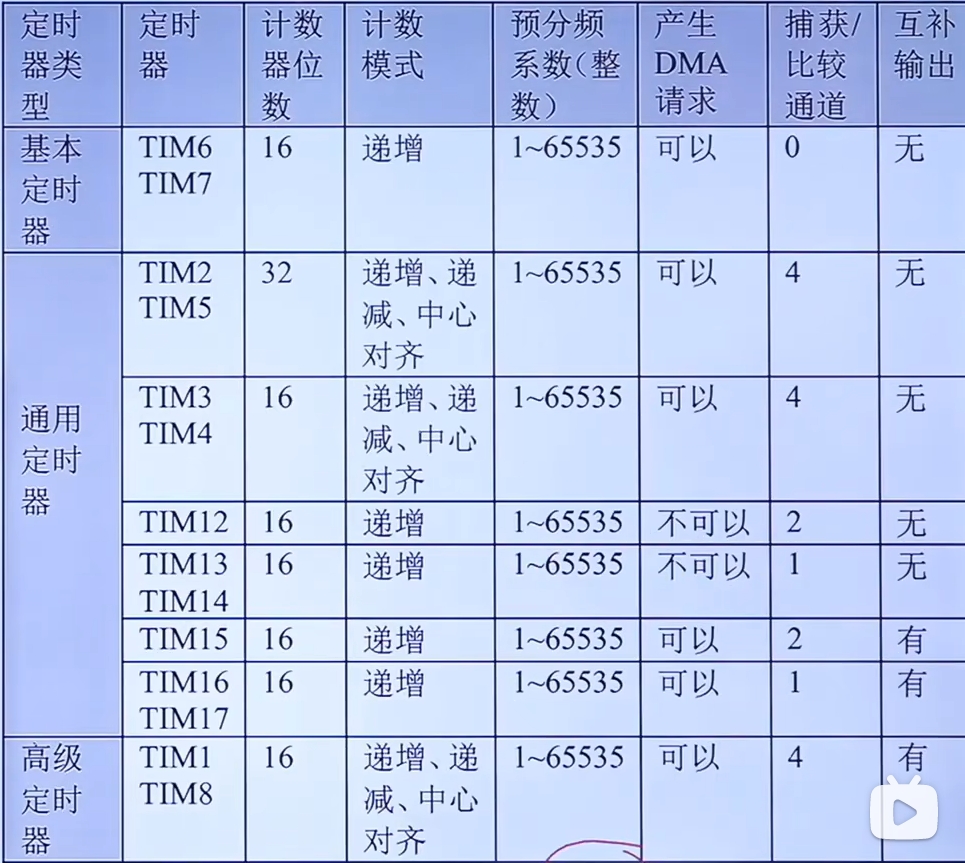 定时器类型 定时器 计数器位数 计数模式 预分频系数（整数） 产生DMA请求 捕获/比较通道 互补输出
基本定时器 TIM6 TIM7 16 递增 1~65535 可以 0 无
通用定时器 TIM2 TIM5 32 递增、递减、中心对齐 1~65535 可以 4 无
TIM3 TIM4 16 递增、递减、中心对齐 1~65535 可以 4 无
TIM12 16 递增 1~65535 不可以 2 无
TIM13 TIM14 16 递增 1~65535 不可以 1 无
TIM15 16 递增 1~65535 可以 2 有
TIM16 TIM17 16 递增 1~65535 可以 1 有
高级定时器 TIM1 TIM8 16 递增、递减、中心对齐 1~65535 可以 4 有